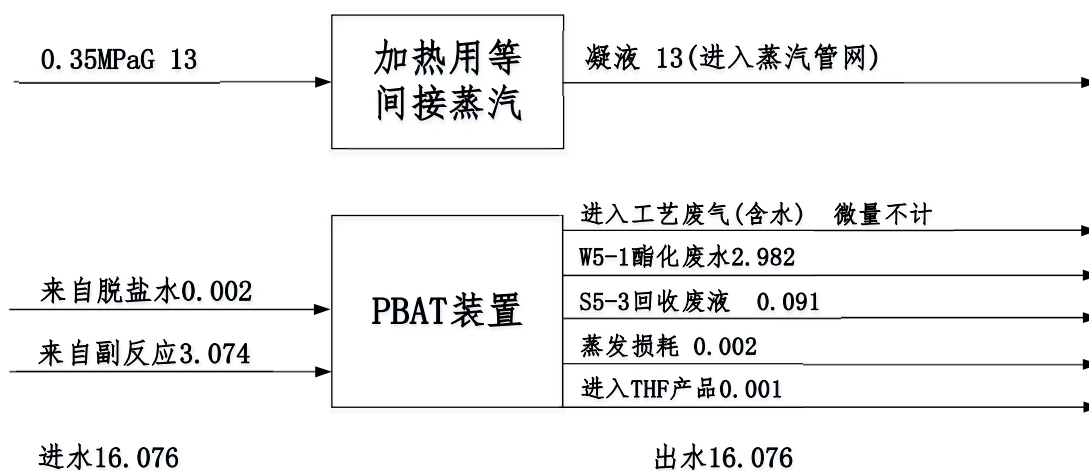 0.35MPaG 13
加热用等
间接蒸汽
凝液 13(进入蒸汽管网)
来自脱盐水0.002
来自副反应3.074
PBAT装置
进入工艺废气(含水) 微量不计
W5-1酯化废水2.982
S5-3回收废液 0.091
蒸发损耗 0.002
进入THF产品0.001
进水16.076
出水16.076